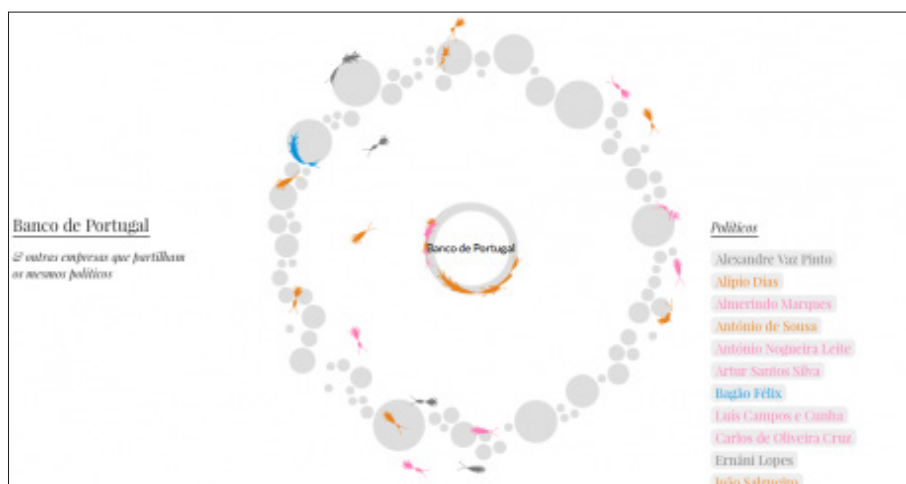 Banco de Portugal
& outras empresas que partilham
os mesmos políticos
Banco de Portugal
Políticos
Alexandre Vaz Pinto
Alípio Dias
Almerindo Marques
António de Sousa
António Nogueira Leite
Artur Santos Silva
Bagão Félix
Luís Campos e Cunha
Carlos de Oliveira Cruz
Ernâni Lopes
João Salgueiro